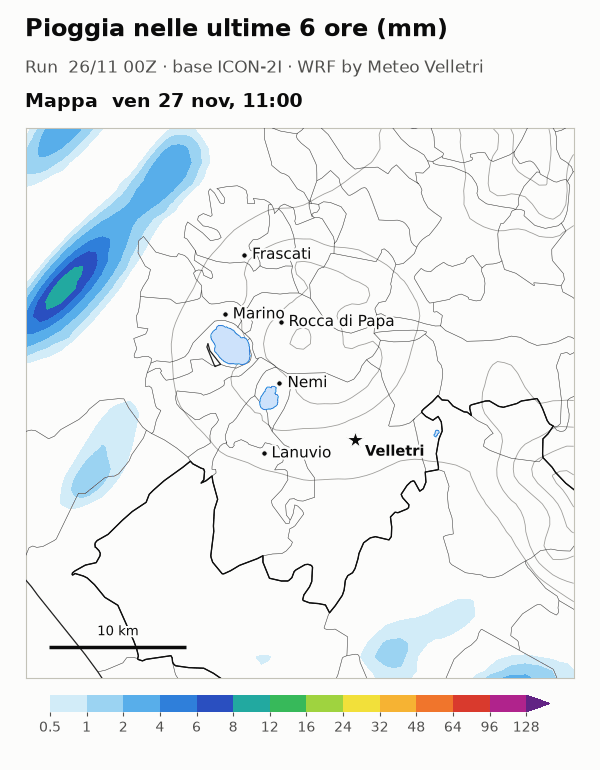 Pioggia nelle ultime 6 ore (mm)
Run 26/11 00Z · base ICON-2I · WRF by Meteo Velletri
Mappa ven 27 nov, 11:00
Frascati
Marino
Rocca di Papa
Nemi
Velletri
Lanuvio
10 km
0.5 1 2 4 6 8 12 16 24 32 48 64 96 128